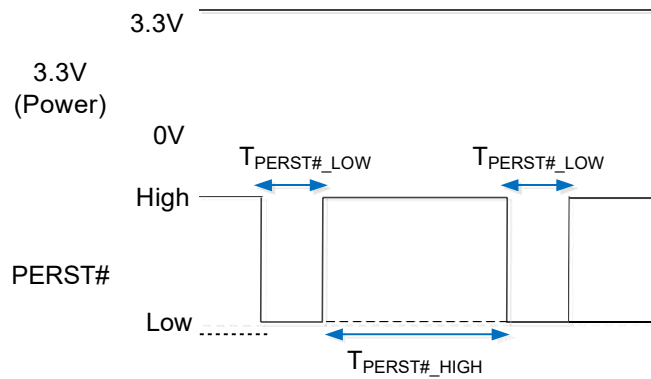 3.3V
3.3V
(Power)
0V
TPERST#_LOW
TPERST#_LOW
High
PERST#
Low
TPERST#_HIGH